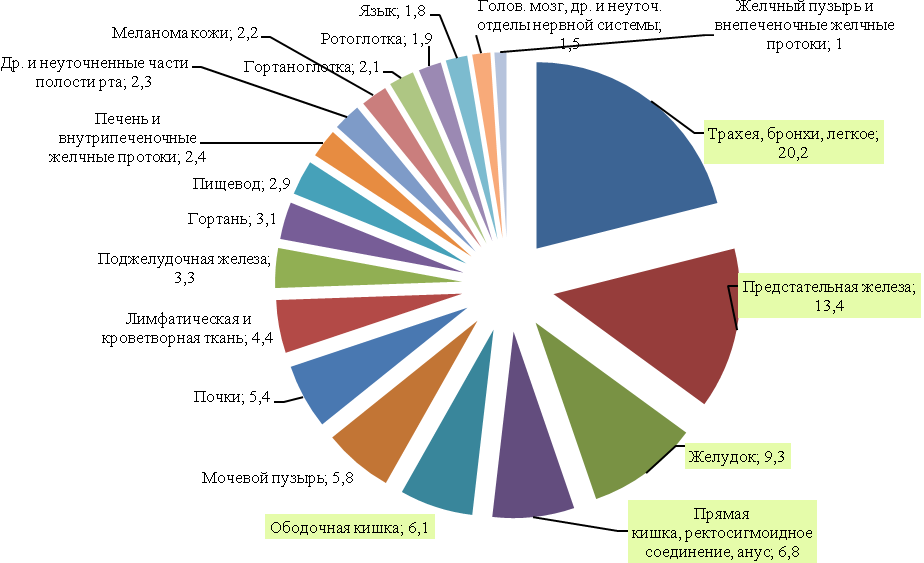 Трахея, бронхи, легкое;
20,2
Предстательная железа;
13,4
Желудок; 9,3
Прямая
кишка, ректосигмоидное
соединение, анус; 6,8
Ободочная кишка; 6,1
Мочевой пузырь; 5,8
Почки; 5,4
Лимфатическая и
кроветворная ткань; 4,4
Поджелудочная железа;
3,3
Гортань; 3,1
Пищевод; 2,9
Печень и
внутрипеченочные
желчные протоки; 2,4
Др. и неуточненные части
полости рта; 2,3
Меланома кожи; 2,2
Гортаноглотка; 2,1
Ротоглотка; 1,9
Язык; 1,8
Голов. мозг, др. и неуточ.
отделы нервной системы;
1,5
Желчный пузырь и
внепеченочные желчные
протоки; 1